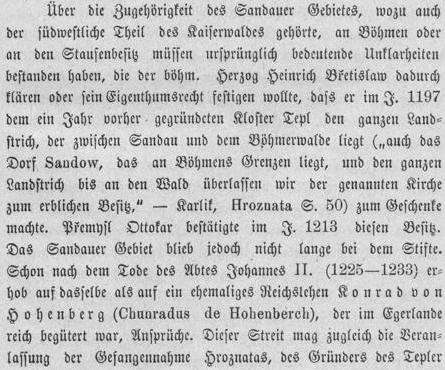 Über die Zugehörigkeit des Sandauer Gebietes, wozu auch
der südwestliche Theil des Kaiserwaldes gehörte, an Böhmen oder
an den Staufenbesitz müssen ursprünglich bedeutende Unklarheiten
bestanden haben, die der böhm. Herzog Heinrich Břetislaw dadurch
klären oder sein Eigenthumsrecht festigen wollte, dass er im J. 1197
dem ein Jahr vorher gegründeten Kloster Tepl den ganzen Land-
strich, der zwischen Sandau und dem Böhmerwalde liegt („auch das
Dorf Sandow, das an Böhmens Grenzen liegt, und den ganzen
Landstrich bis an den Wald überlassen wir der genannten Kirche
zum erblichen Besitz,“ — Karlik, Hroznata S. 50) zum Geschenke
machte. Přemysl Ottokar bestätigte im J. 1213 diesen Besitz.
Das Sandauer Gebiet blieb jedoch nicht lange bei dem Stifte.
Schon nach dem Tode des Abtes Johannes II. (1225—1233) er-
hob auf dasselbe als auf ein ehemaliges Reichslehen Konrad von
Hohenberg (Chunradus de Hohenberch), der im Egerlande
reich begütert war, Ansprüche. Dieser Streit mag zugleich die Veran-
lassung der Gefangennahme Hroznatas, des Gründers des Tepler